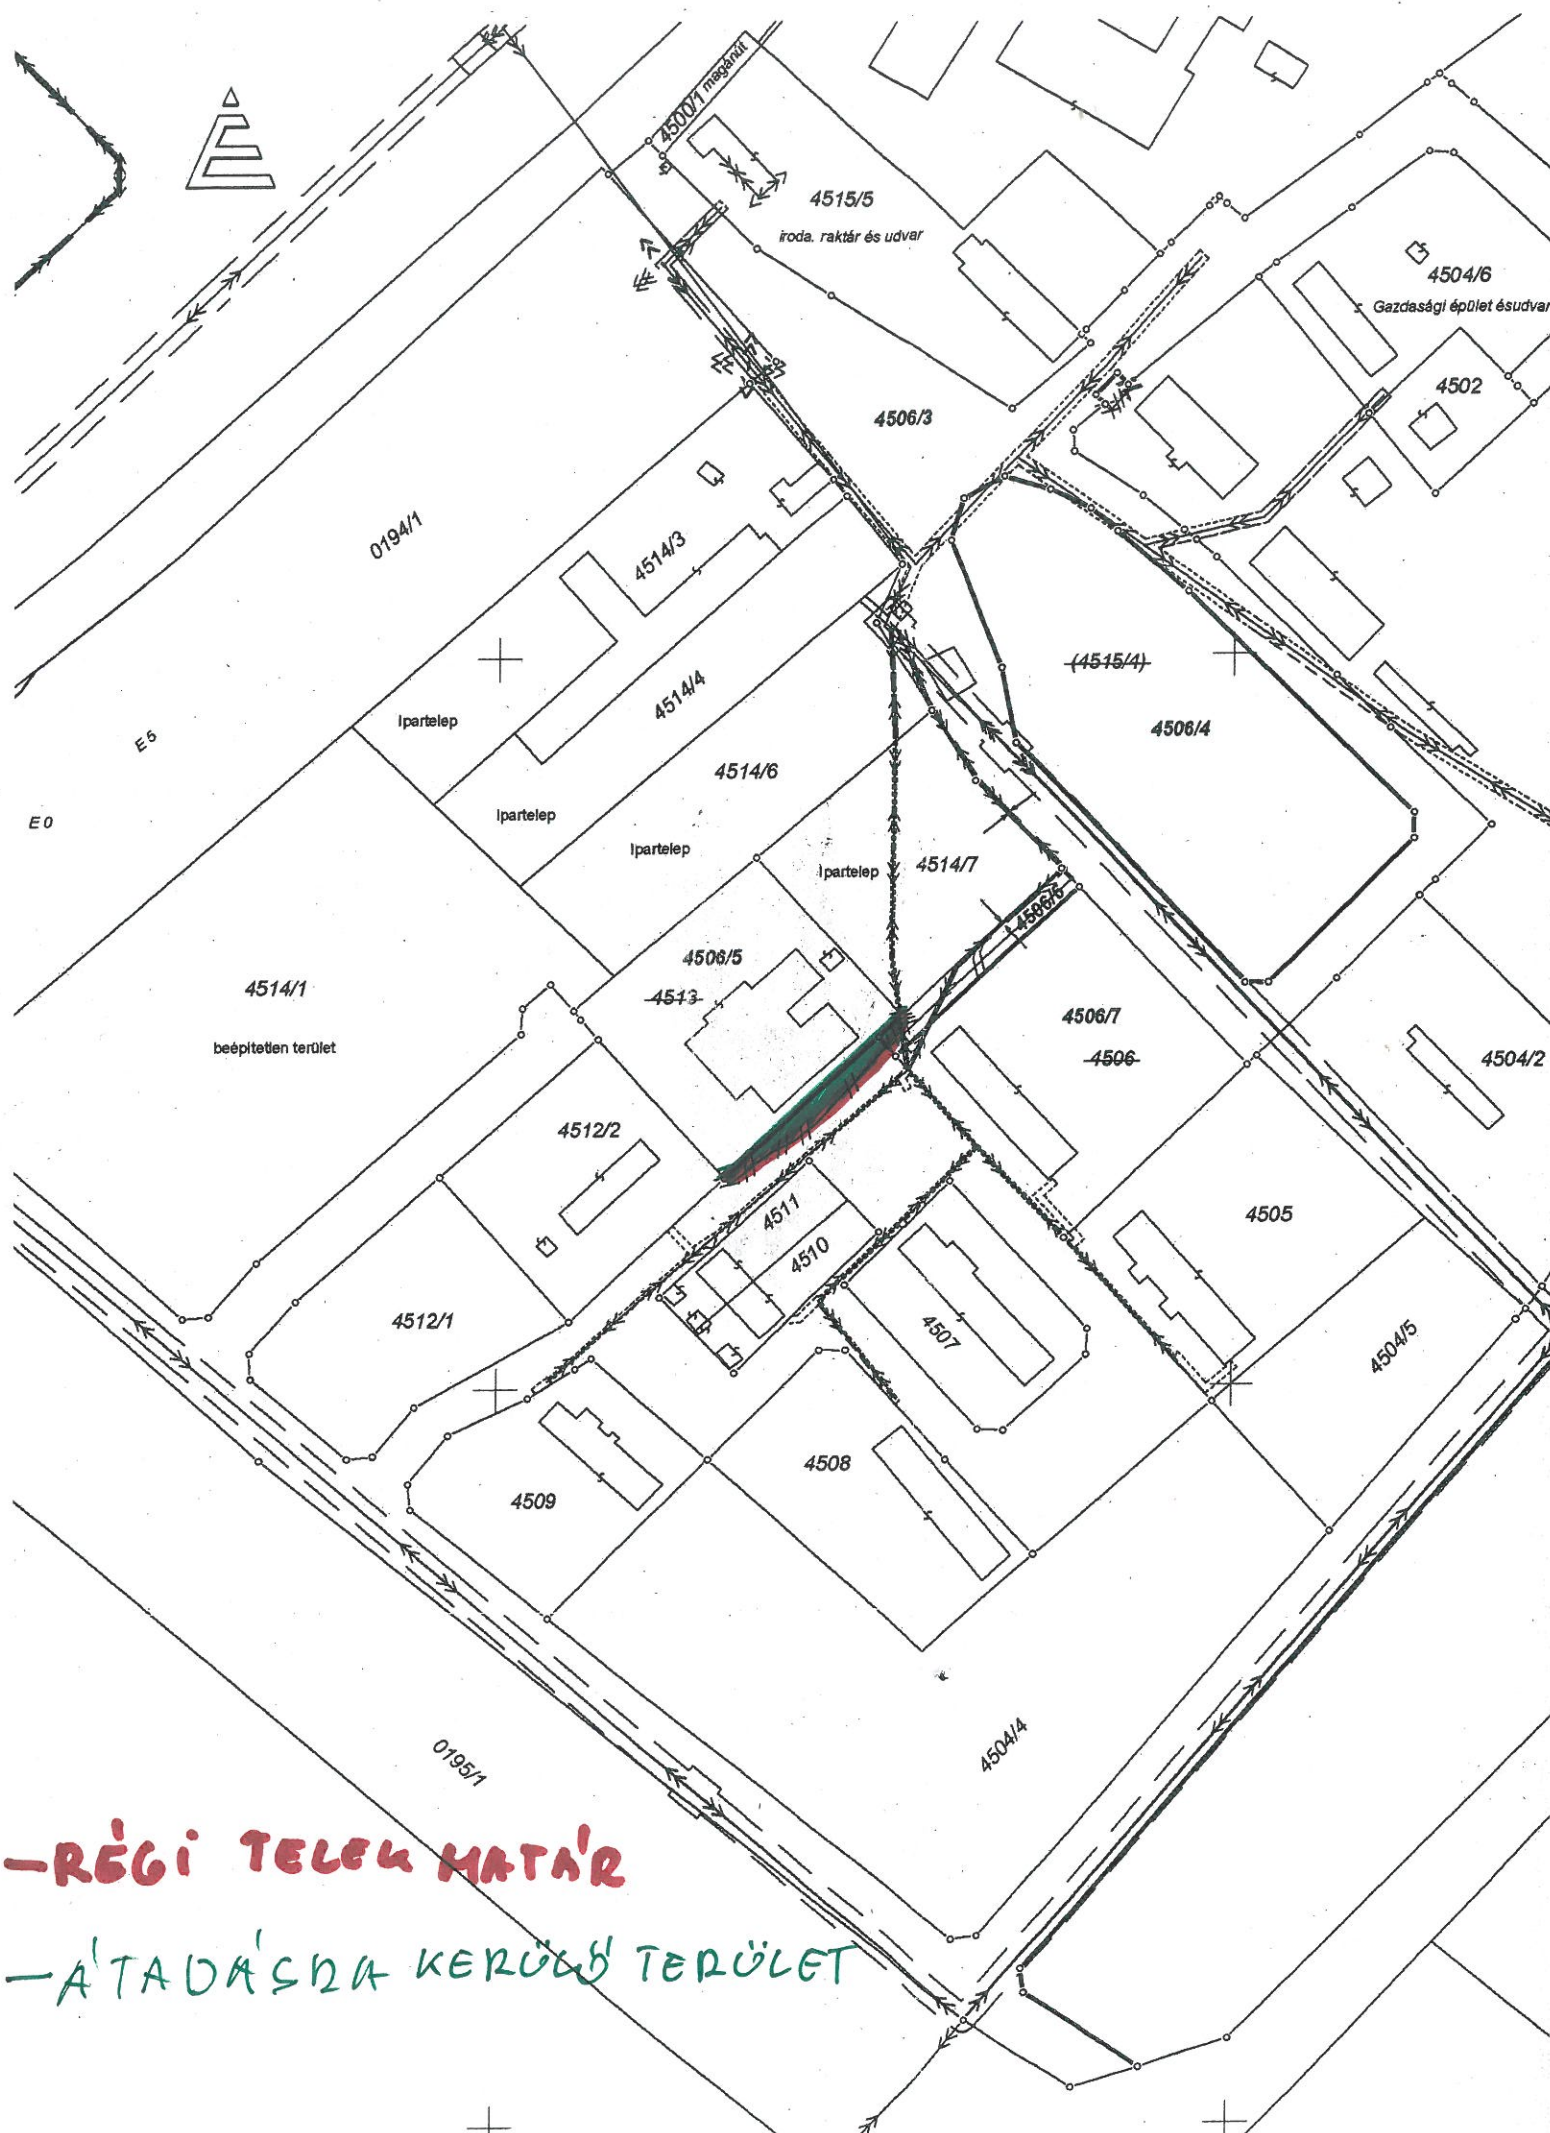 É
4500/1 magánút
4515/5
iroda, raktár és udvar
4504/6
Gazdasági épület ésudvar
4502
4506/3
0194/1
4514/3
(4515/4)
4506/4
4514/4
Ipartelep
E5
4514/6
E0
Ipartelep
Ipartelep
Ipartelep
4514/7
4506/6
4506/5
4513
4514/1
beépítetlen terület
4506/7
4506
4504/2
4512/2
4511
4505
4510
4512/1
4507
4504/5
4508
4509
4504/4
0195/1
-RÉGI TELEK HATÁR
-ÁTADÁSRA KERÜLŐ TERÜLET